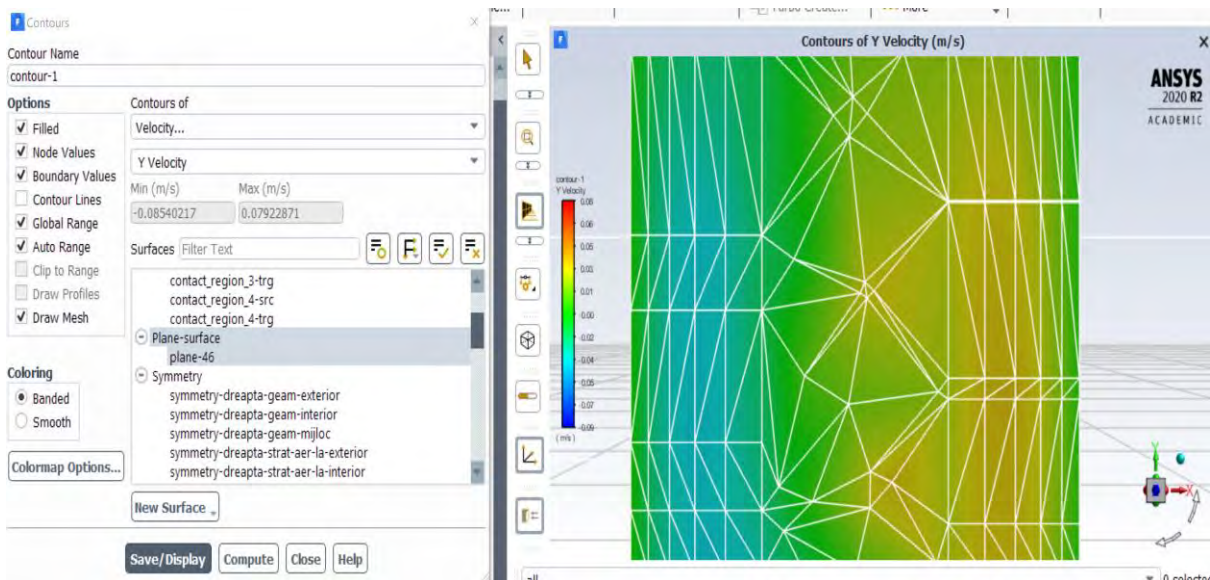 Contours
Contour Name
contour-1
Options
Filled
Node Values
Boundary Values
Contour Lines
Global Range
Auto Range
Clip to Range
Draw Profiles
Draw Mesh
Coloring
Banded
Smooth
Colormap Options...
Contours of
Velocity...
Y Velocity
Min (m/s) Max (m/s)
-0.08540217 0.07922871
Surfaces Filter Text
contact_region_3-trg
contact_region_4-src
contact_region_4-trg
Plane-surface
plane-46
Symmetry
symmetry-dreapta-geam-exterior
symmetry-dreapta-geam-interior
symmetry-dreapta-geam-mijloc
symmetry-dreapta-strat-aer-la-exterior
symmetry-dreapta-strat-aer-la-interior
New Surface
Save/Display Compute Close Help
Turbo Create... More
Contours of Y Velocity (m/s)
ANSYS
2020 R2
ACADEMIC
contour-1
Y Velocity
0.08
0.06
0.05
0.03
0.01
-0.00
-0.02
-0.04
-0.05
-0.07
-0.09
( m/s )
Y
X
all
0 selected